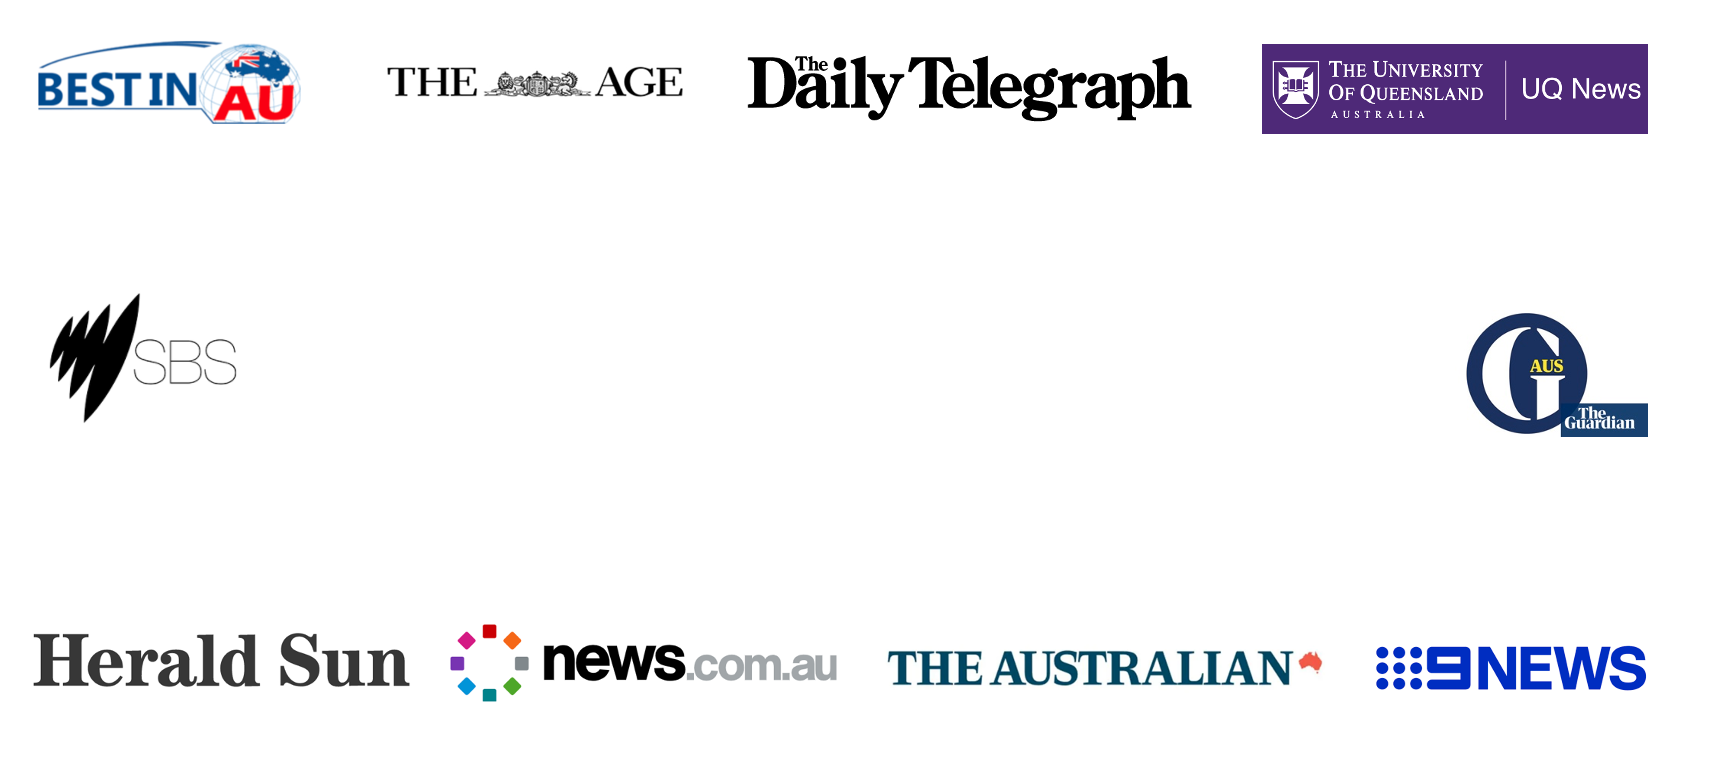 BEST IN AU
THE AGE
The Daily Telegraph
THE UNIVERSITY
OF QUEENSLAND
AUSTRALIA
UQ News
SBS
AUS
The
Guardian
Herald Sun
news.com.au
THE AUSTRALIAN
9NEWS